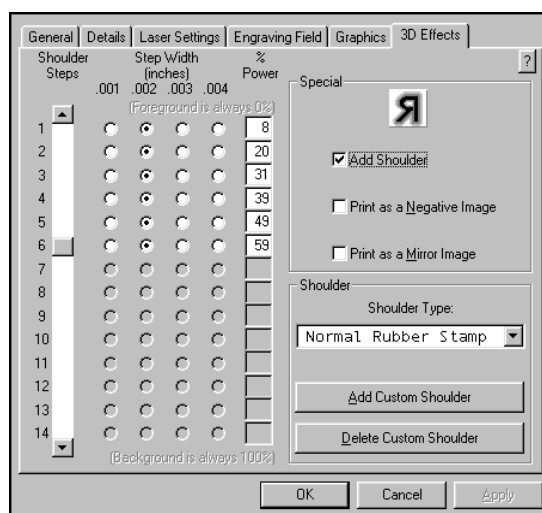 General Details Laser Settings Engraving Field Graphics 3D Effects
Shoulder Steps
Step Width (inches)
% Power
.001 .002 .003 .004
(Foreground is always 0%)
1 8
2 20
3 31
4 39
5 49
6 59
7
8
9
10
11
12
13
14
(Background is always 100%)
?
Special
R
Add Shoulder
Print as a Negative Image
Print as a Mirror Image
Shoulder
Shoulder Type:
Normal Rubber Stamp
Add Custom Shoulder
Delete Custom Shoulder
OK Cancel Apply